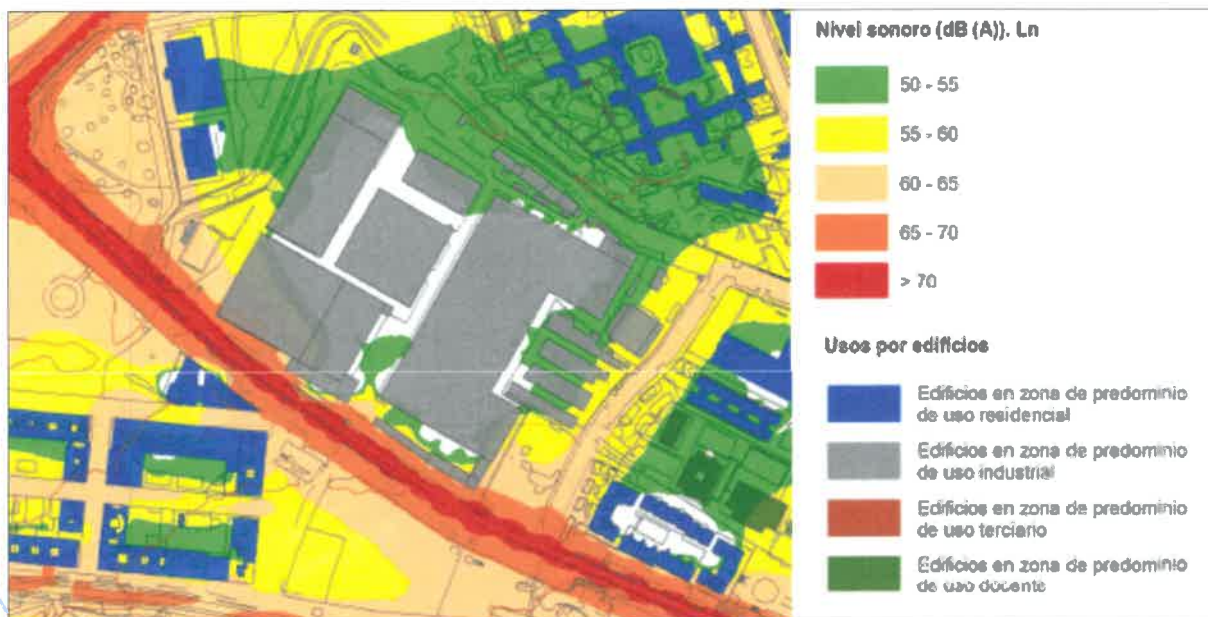 Nivel sonoro (dB (A)). Ln
50 - 55
55 - 60
60 - 65
65 - 70
> 70
Usos por edificios
Edificios en zona de predominio
de uso residencial
Edificios en zona de predominio
de uso industrial
Edificios en zona de predominio
de uso terciario
Edificios en zona de predominio
de uso docente